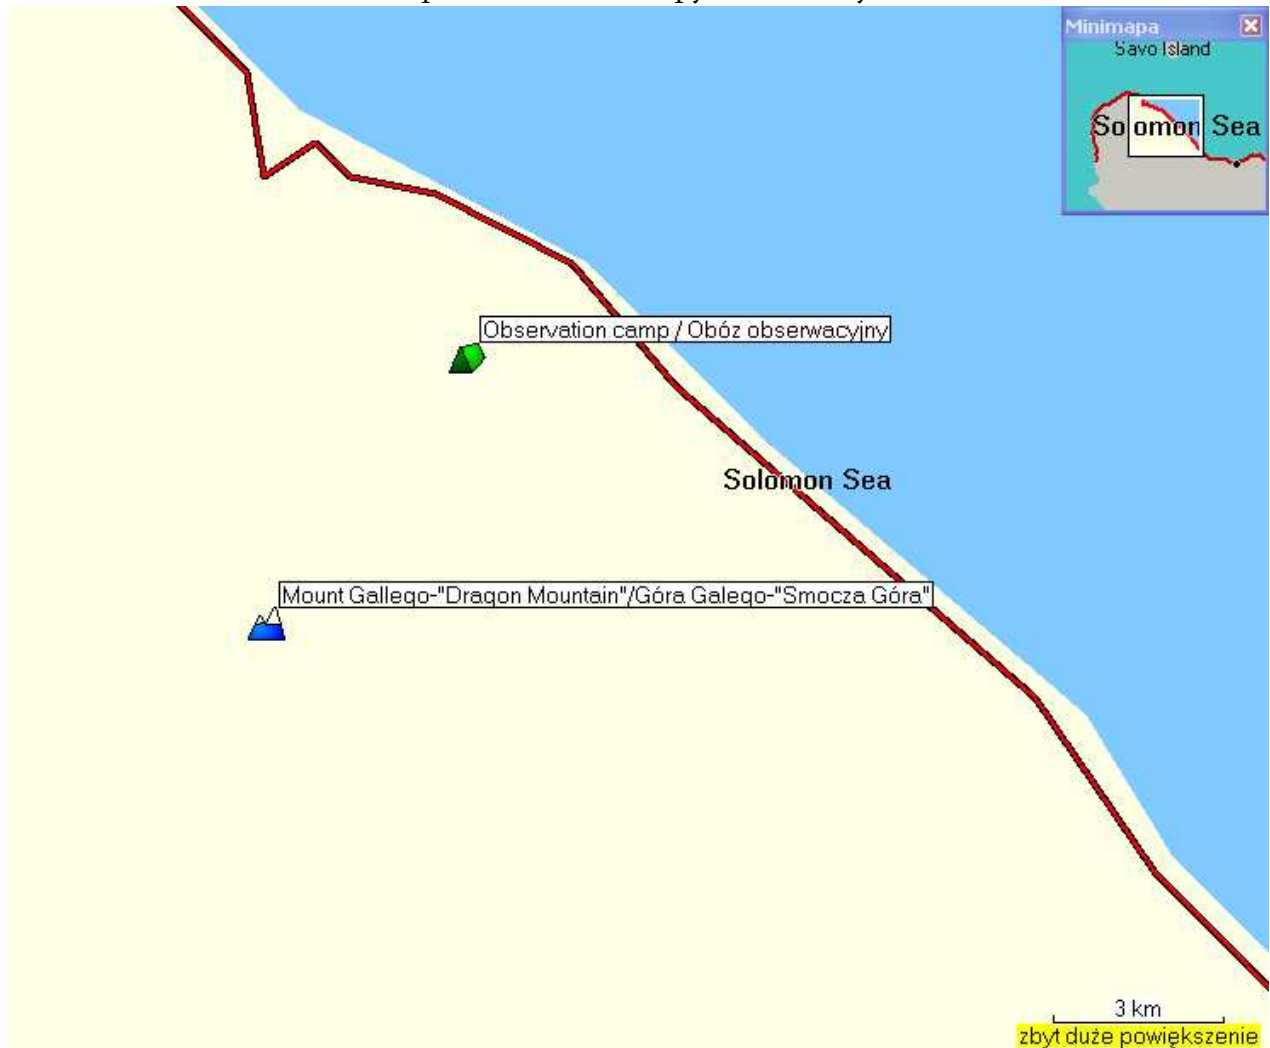 Minimapa
Savo Island
Solomon Sea
Observation camp / Obóz obserwacyjny
Solomon Sea
Mount Gallego-"Dragon Mountain"/Góra Galego-"Smocza Góra"
3 km
zbyt duże powiększenie